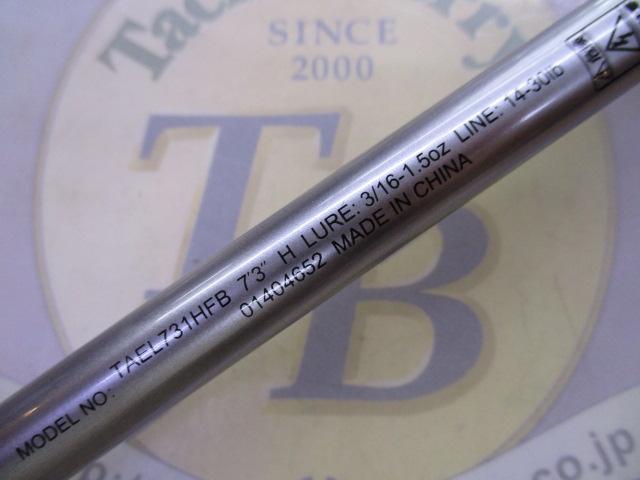 SINCE
2000
TB
MODEL NO: TAEL731HFB 7'3" H LURE: 3/16-1.5oz LINE: 14-30lb
01404652 MADE IN CHINA